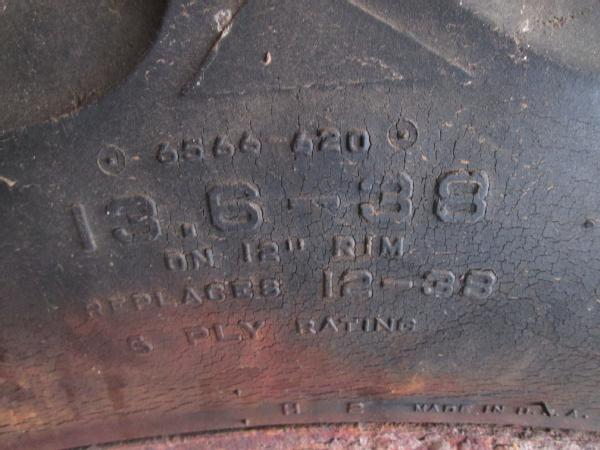 6566-620
13.6-38
ON 12" RIM
REPLACES 12-38
6 PLY RATING
MADE IN U.S.A.